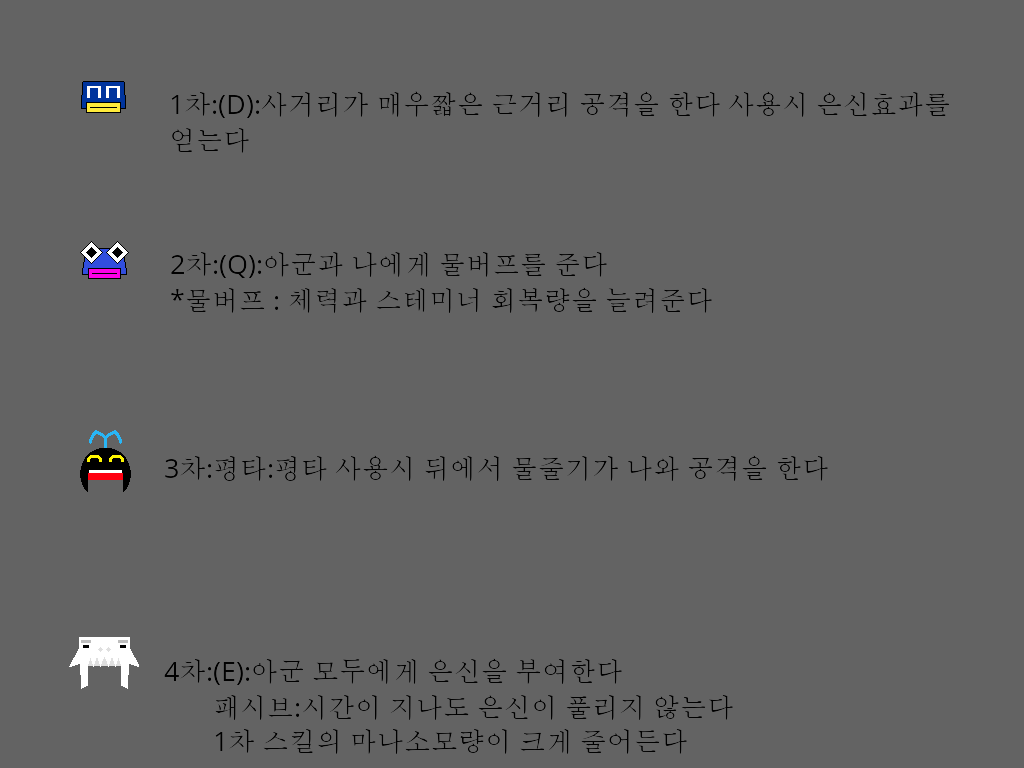 1차:(D):사거리가 매우짧은 근거리 공격을 한다 사용시 은신효과를
얻는다
2차:(Q):아군과 나에게 물버프를 준다
*물버프 : 체력과 스테미너 회복량을 늘려준다
3차:평타:평타 사용시 뒤에서 물줄기가 나와 공격을 한다
4차:(E):아군 모두에게 은신을 부여한다
패시브:시간이 지나도 은신이 풀리지 않는다
1차 스킬의 마나소모량이 크게 줄어든다